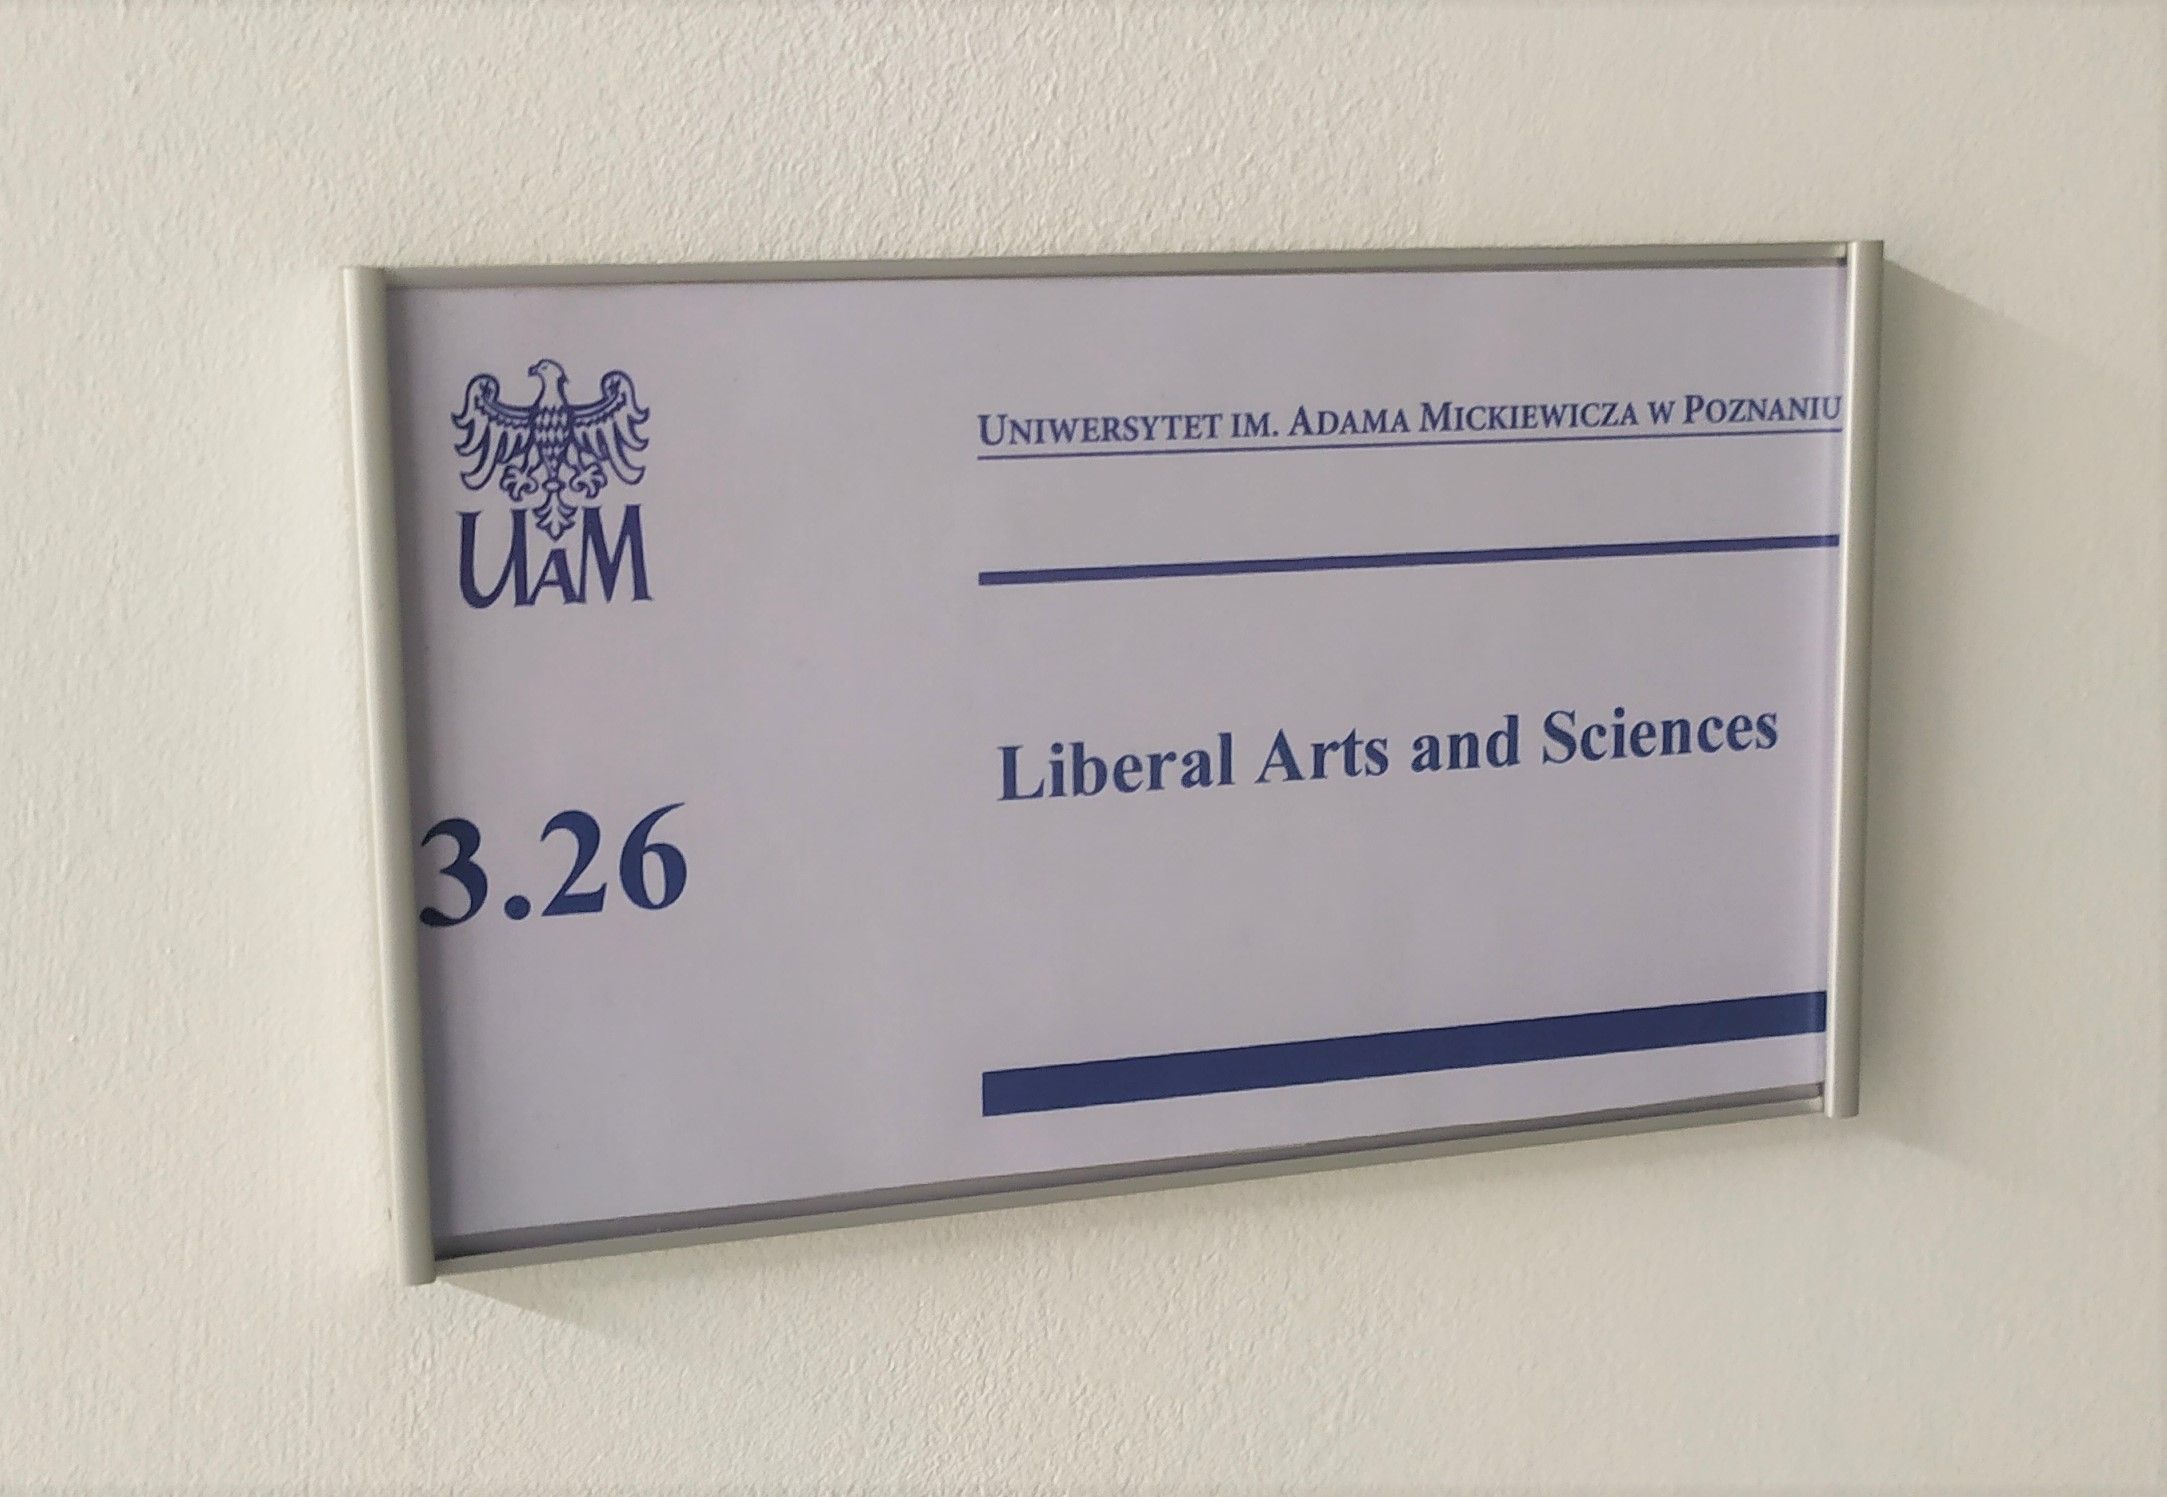 UAM
UNIWERSYTET IM. ADAMA MICKIEWICZA W POZNANIU
Liberal Arts and Sciences
3.26